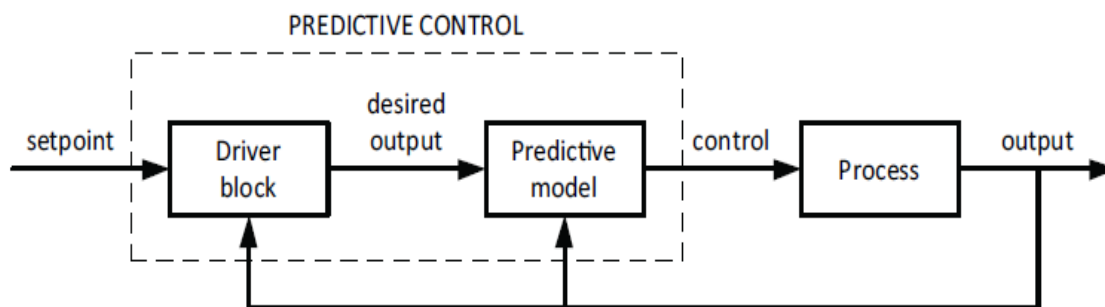 PREDICTIVE CONTROL
setpoint
Driver
block
desired
output
Predictive
model
control
Process
output